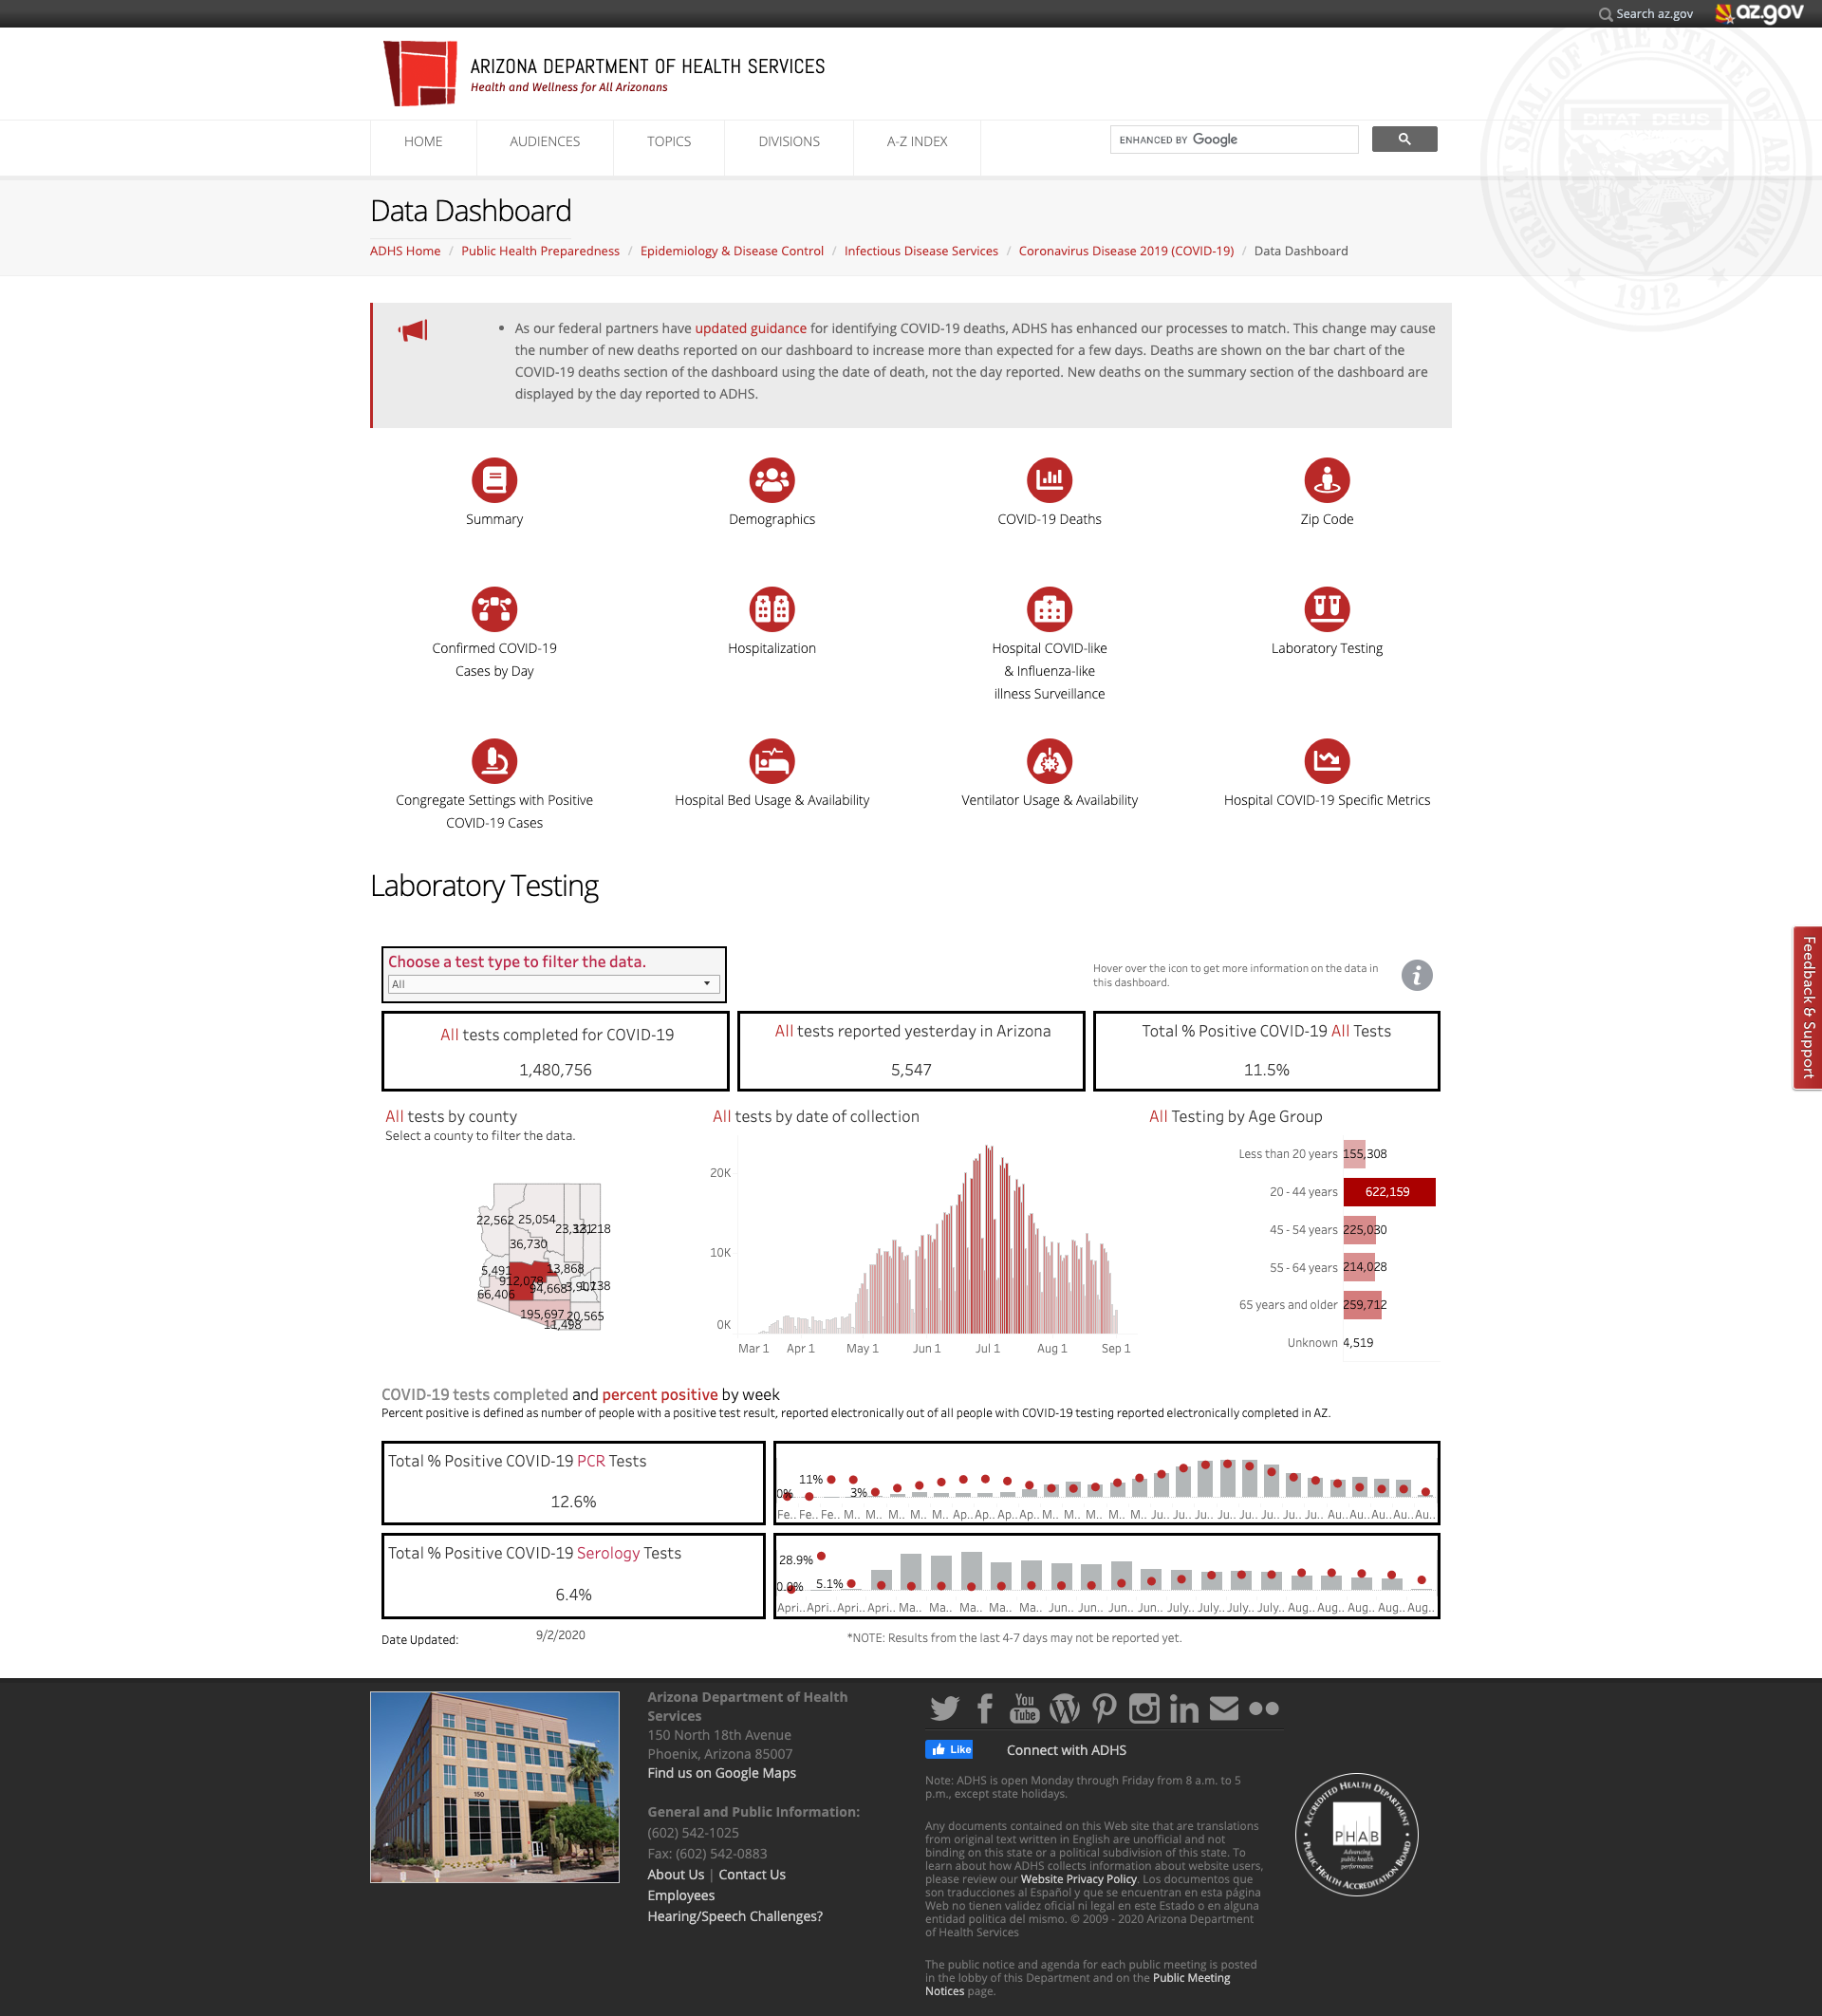 Search az.gov
az.gov
ARIZONA DEPARTMENT OF HEALTH SERVICES
Health and Wellness for All Arizonans
GREAT SEAL OF THE STATE OF ARIZONA
DITAT DEUS
1912
HOME AUDIENCES TOPICS DIVISIONS A-Z INDEX
ENHANCED BY Google
Data Dashboard
ADHS Home / Public Health Preparedness / Epidemiology & Disease Control / Infectious Disease Services / Coronavirus Disease 2019 (COVID-19) / Data Dashboard
• As our federal partners have updated guidance for identifying COVID-19 deaths, ADHS has enhanced our processes to match. This change may cause
the number of new deaths reported on our dashboard to increase more than expected for a few days. Deaths are shown on the bar chart of the
COVID-19 deaths section of the dashboard using the date of death, not the day reported. New deaths on the summary section of the dashboard are
displayed by the day reported to ADHS.
Summary
Demographics
COVID-19 Deaths
Zip Code
Confirmed COVID-19
Cases by Day
Hospitalization
Hospital COVID-like
& Influenza-like
illness Surveillance
Laboratory Testing
Congregate Settings with Positive
COVID-19 Cases
Hospital Bed Usage & Availability
Ventilator Usage & Availability
Hospital COVID-19 Specific Metrics
Feedback & Support
Laboratory Testing
Choose a test type to filter the data.
All
Hover over the icon to get more information on the data in
this dashboard.
i
All tests completed for COVID-19
1,480,756
All tests reported yesterday in Arizona
5,547
Total % Positive COVID-19 All Tests
11.5%
All tests by county
Select a county to filter the data.
22,562
25,054
36,730
5,491
13,868
912,078
94,668
66,406
195,697
20,565
11,498
All tests by date of collection
20K
10K
0K
Mar 1 Apr 1 May 1 Jun 1 Jul 1 Aug 1 Sep 1
All Testing by Age Group
Less than 20 years 155,308
20 - 44 years 622,159
45 - 54 years 225,030
55 - 64 years 214,028
65 years and older 259,712
Unknown 4,519
COVID-19 tests completed and percent positive by week
Percent positive is defined as number of people with a positive test result, reported electronically out of all people with COVID-19 testing reported electronically completed in AZ.
Total % Positive COVID-19 PCR Tests
12.6%
11%
0%
3%
Fe.. Fe.. Fe.. M.. M.. M.. M.. M.. Ap.. Ap.. Ap.. Ap.. M.. M.. M.. M.. M.. Ju.. Ju.. Ju.. Ju.. Ju.. Ju.. Ju.. Ju.. Au.. Au.. Au.. Au.. Au..
Total % Positive COVID-19 Serology Tests
6.4%
28.9%
0.0%
5.1%
Apri.. Apri.. Apri.. Apri.. Ma.. Ma.. Ma.. Ma.. Ma.. Jun.. Jun.. Jun.. Jun.. July.. July.. July.. July.. Aug.. Aug.. Aug.. Aug.. Aug..
Date Updated:
9/2/2020
*NOTE: Results from the last 4-7 days may not be reported yet.
150
Arizona Department of Health
Services
150 North 18th Avenue
Phoenix, Arizona 85007
Find us on Google Maps
General and Public Information:
(602) 542-1025
Fax: (602) 542-0883
About Us | Contact Us
Employees
Hearing/Speech Challenges?
You
Tube
Like
Connect with ADHS
Note: ADHS is open Monday through Friday from 8 a.m. to 5
p.m., except state holidays.
Any documents contained on this Web site that are translations
from original text written in English are unofficial and not
binding on this state or a political subdivision of this state. To
learn about how ADHS collects information about website users,
please review our Website Privacy Policy. Los documentos que
son traducciones al Español y que se encuentran en esta página
Web no tienen validez oficial ni legal en este Estado o en alguna
entidad politica del mismo. © 2009 - 2020 Arizona Department
of Health Services
The public notice and agenda for each public meeting is posted
in the lobby of this Department and on the Public Meeting
Notices page.
ACCREDITED HEALTH DEPARTMENT
PHAB
Advancing
public health
performance
PUBLIC HEALTH ACCREDITATION BOARD